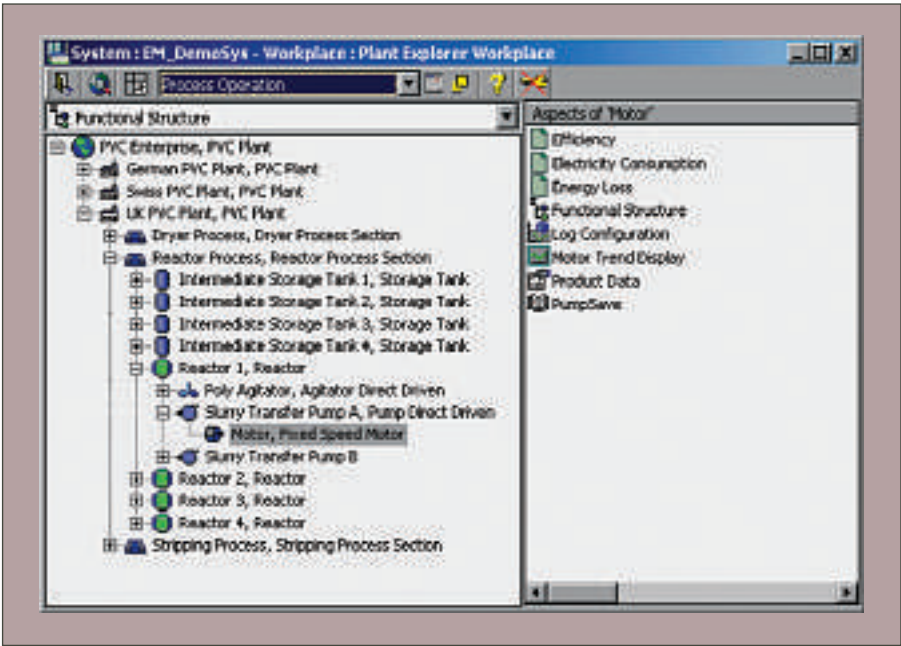 System : EM_DemoSys - Workplace : Plant Explorer Workplace
Process Operation
Functional Structure
PVC Enterprise, PVC Plant
German PVC Plant, PVC Plant
Swiss PVC Plant, PVC Plant
UK PVC Plant, PVC Plant
Dryer Process, Dryer Process Section
Reactor Process, Reactor Process Section
Intermediate Storage Tank 1, Storage Tank
Intermediate Storage Tank 2, Storage Tank
Intermediate Storage Tank 3, Storage Tank
Intermediate Storage Tank 4, Storage Tank
Reactor 1, Reactor
Poly Agitator, Agitator Direct Driven
Slurry Transfer Pump A, Pump Direct Driven
Motor, Fixed Speed Motor
Slurry Transfer Pump B
Reactor 2, Reactor
Reactor 3, Reactor
Reactor 4, Reactor
Stripping Process, Stripping Process Section
Aspects of 'Motor'
Efficiency
Electricity Consumption
Energy Loss
Functional Structure
Log Configuration
Motor Trend Display
Product Data
PumpSave